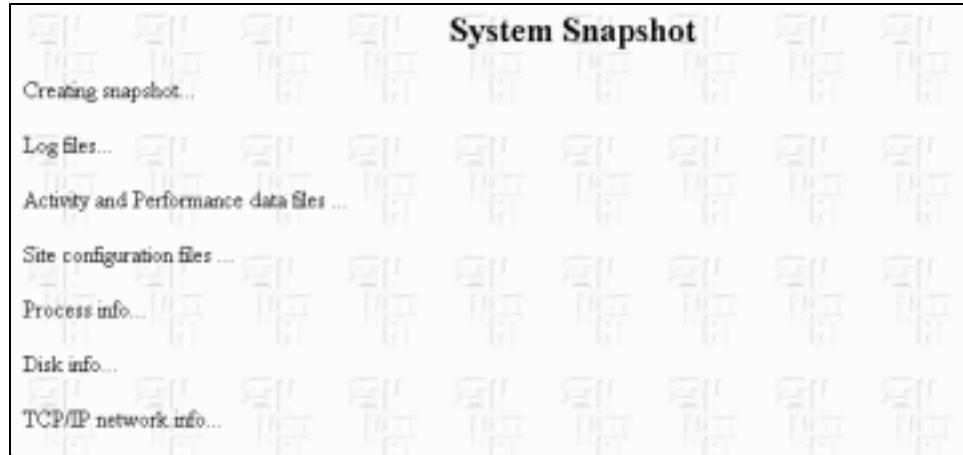 System Snapshot
Creating snapshot...
Log files...
Activity and Performance data files ...
Site configuration files ...
Process info...
Disk info...
TCP/IP network info...